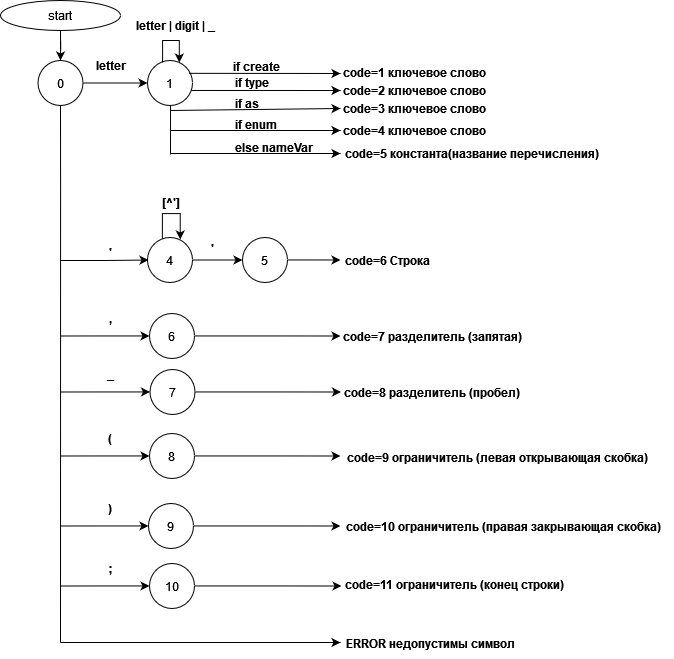 start
letter | digit | _
0
letter
1
if create
code=1 ключевое слово
if type
code=2 ключевое слово
if as
code=3 ключевое слово
if enum
code=4 ключевое слово
else nameVar
code=5 константа(название перечисления)
[^']
'
4
'
5
code=6 Строка
,
6
code=7 разделитель (запятая)
_
7
code=8 разделитель (пробел)
(
8
code=9 ограничитель (левая открывающая скобка)
)
9
code=10 ограничитель (правая закрывающая скобка)
;
10
code=11 ограничитель (конец строки)
ERROR недопустимы символ